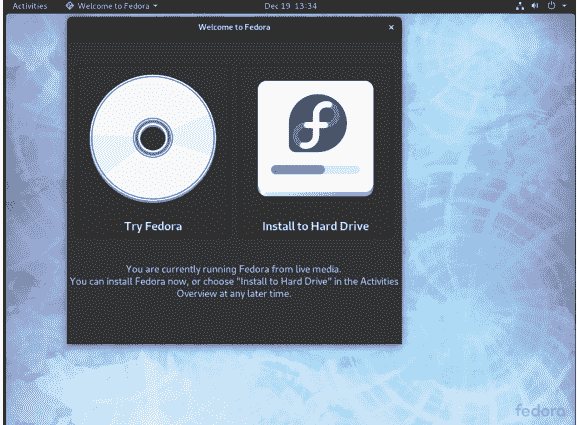 Activities Welcome to Fedora Dec 19 13:34
Welcome to Fedora
Try Fedora Install to Hard Drive
You are currently running Fedora from live media.
You can install Fedora now, or choose "Install to Hard Drive" in the Activities
Overview at any later time.
fedora